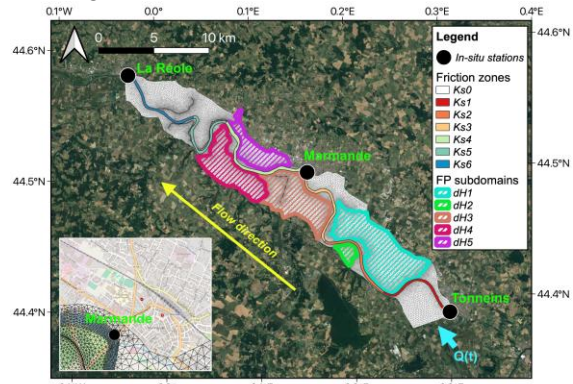 0.1°W 0.0° 0.1°E 0.2°E 0.3°E 0.4°E
0 5 10 km
44.6°N
44.6°N
44.5°N
44.5°N
44.4°N
44.4°N
La Réole
Marmande
Tonneins
Flow direction
Q(t)
Marmande
Legend
In-situ stations
Friction zones
Ks0
Ks1
Ks2
Ks3
Ks4
Ks5
Ks6
FP subdomains
dH1
dH2
dH3
dH4
dH5